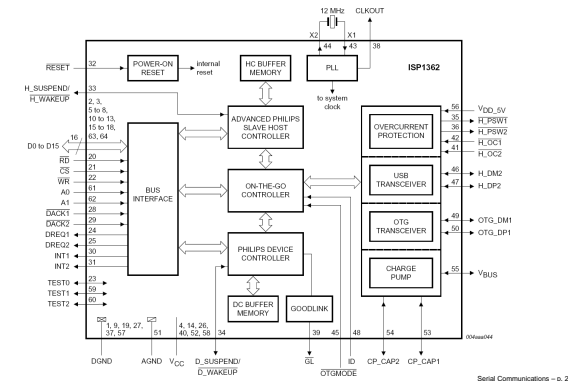 12 MHz
CLKOUT
X2
X1
44
43
38
RESET
32
POWER-ON
RESET
internal
reset
HC BUFFER
MEMORY
PLL
ISP1362
to system
clock
H_SUSPEND/
H_WAKEUP
33
2, 3,
5 to 8,
10 to 13,
15 to 18,
63, 64
16
D0 to D15
RD
20
CS
21
WR
22
A0
61
A1
62
DACK1
28
DACK2
29
DREQ1
24
DREQ2
25
INT1
30
INT2
31
TEST0
23
TEST1
59
TEST2
60
BUS
INTERFACE
ADVANCED PHILIPS
SLAVE HOST
CONTROLLER
ON-THE-GO
CONTROLLER
PHILIPS DEVICE
CONTROLLER
DC BUFFER
MEMORY
GOODLINK
OVERCURRENT
PROTECTION
USB
TRANSCEIVER
OTG
TRANSCEIVER
CHARGE
PUMP
56
VDD_5V
35
H_PSW1
36
H_PSW2
42
H_OC1
41
H_OC2
46
H_DM2
47
H_DP2
49
OTG_DM1
50
OTG_DP1
55
VBUS
1, 9, 19, 27,
37, 57
51
4, 14, 26,
40, 52, 58
34
39
45
48
54
53
004aaa044
DGND
AGND
VCC
D_SUSPEND/
D_WAKEUP
GL
OTGMODE
ID
CP_CAP2
CP_CAP1
Serial Communications – p. 2